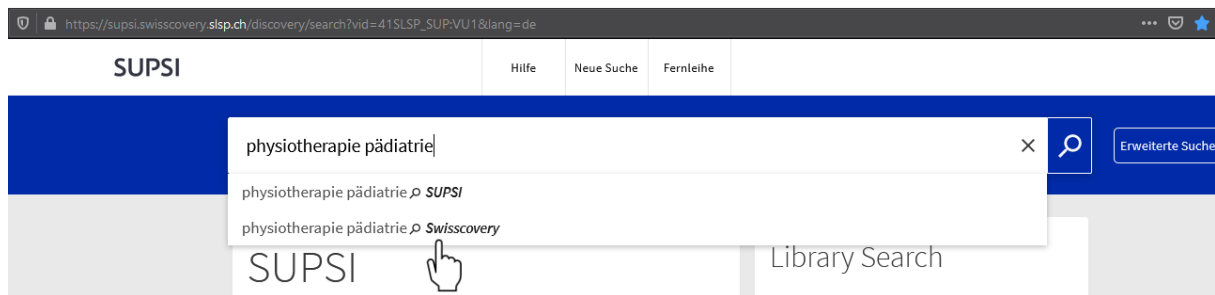 https://supsi.swisscovery.slsp.ch/discovery/search?vid=41SLSP_SUP:VU1&lang=de
SUPSI Hilfe Neue Suche Fernleihe
physiotherapie pädiatrie Erweiterte Suche
physiotherapie pädiatrie SUPSI
physiotherapie pädiatrie Swisscovery
SUPSI Library Search